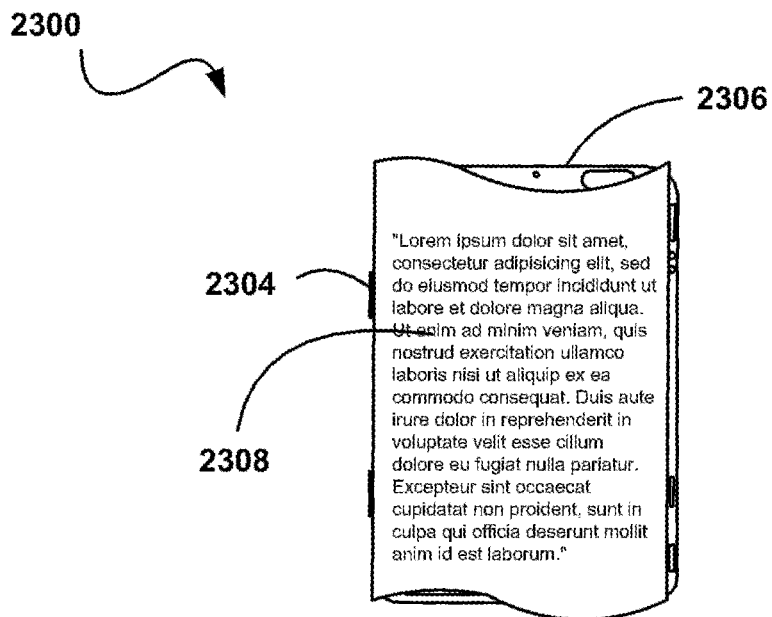 2300
2306
"Lorem ipsum dolor sit amet,
consectetur adipisicing elit, sed
do eiusmod tempor incididunt ut
2304
labore et dolore magna aliqua.
Ut enim ad minim veniam, quis
nostrud exercitation ullamco
laboris nisi ut aliquip ex ea
commodo consequat. Duis aute
irure dolor in reprehenderit in
2308
voluptate velit esse cillum
dolore eu fugiat nulla pariatur.
Excepteur sint occaecat
cupidatat non proident, sunt in
culpa qui officia deserunt mollit
anim id est laborum."